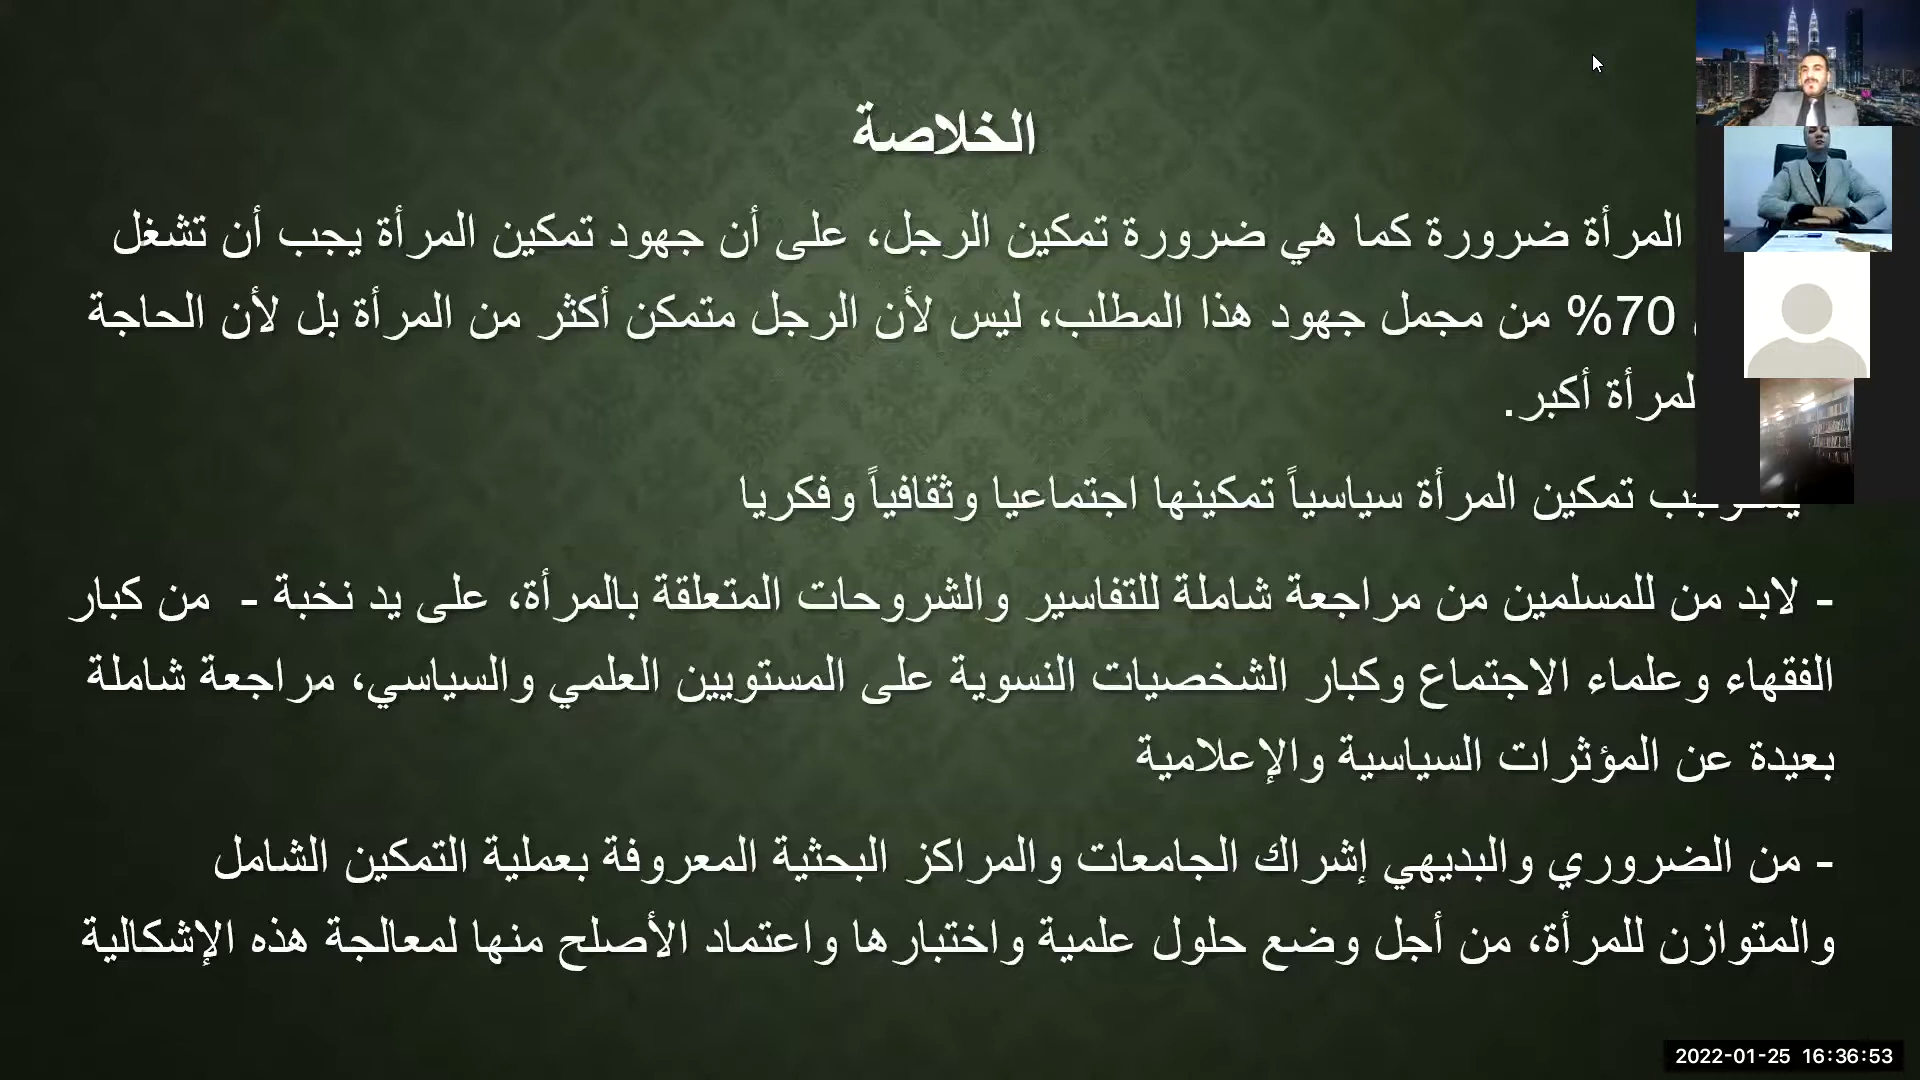 الخلاصة
المرأة ضرورة كما هي ضرورة تمكين الرجل، على أن جهود تمكين المرأة يجب أن تشغل
70% من مجمل جهود هذا المطلب، ليس لأن الرجل متمكن أكثر من المرأة بل لأن الحاجة
لمرأة أكبر.
تمكين المرأة سياسياً تمكينها اجتماعيا وثقافياً وفكريا
- لابد من للمسلمين من مراجعة شاملة للتفاسير والشروحات المتعلقة بالمرأة، على يد نخبة - من كبار
الفقهاء وعلماء الاجتماع وكبار الشخصيات النسوية على المستويين العلمي والسياسي، مراجعة شاملة
بعيدة عن المؤثرات السياسية والإعلامية
- من الضروري والبديهي إشراك الجامعات والمراكز البحثية المعروفة بعملية التمكين الشامل
والمتوازن للمرأة، من أجل وضع حلول علمية واختبارها واعتماد الأصلح منها لمعالجة هذه الإشكالية
2022-01-25 16:36:53